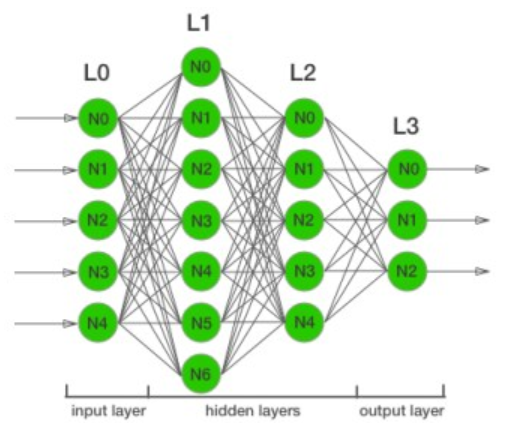 L0
L1
L2
L3
N0
N1
N2
N3
N4
N0
N1
N2
N3
N4
N5
N6
N0
N1
N2
N3
N4
N0
N1
N2
input layer
hidden layers
output layer